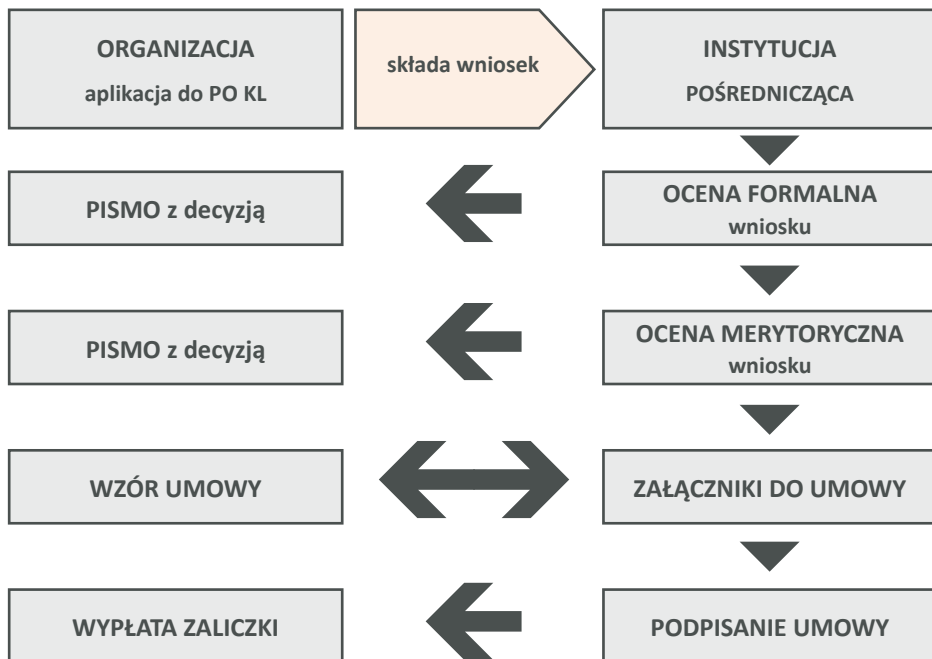 ORGANIZACJA
aplikacja do PO KL
składa wniosek
INSTYTUCJA
POŚREDNICZĄCA
PISMO z decyzją
OCENA FORMALNA
wniosku
PISMO z decyzją
OCENA MERYTORYCZNA
wniosku
WZÓR UMOWY
ZAŁĄCZNIKI DO UMOWY
WYPŁATA ZALICZKI
PODPISANIE UMOWY